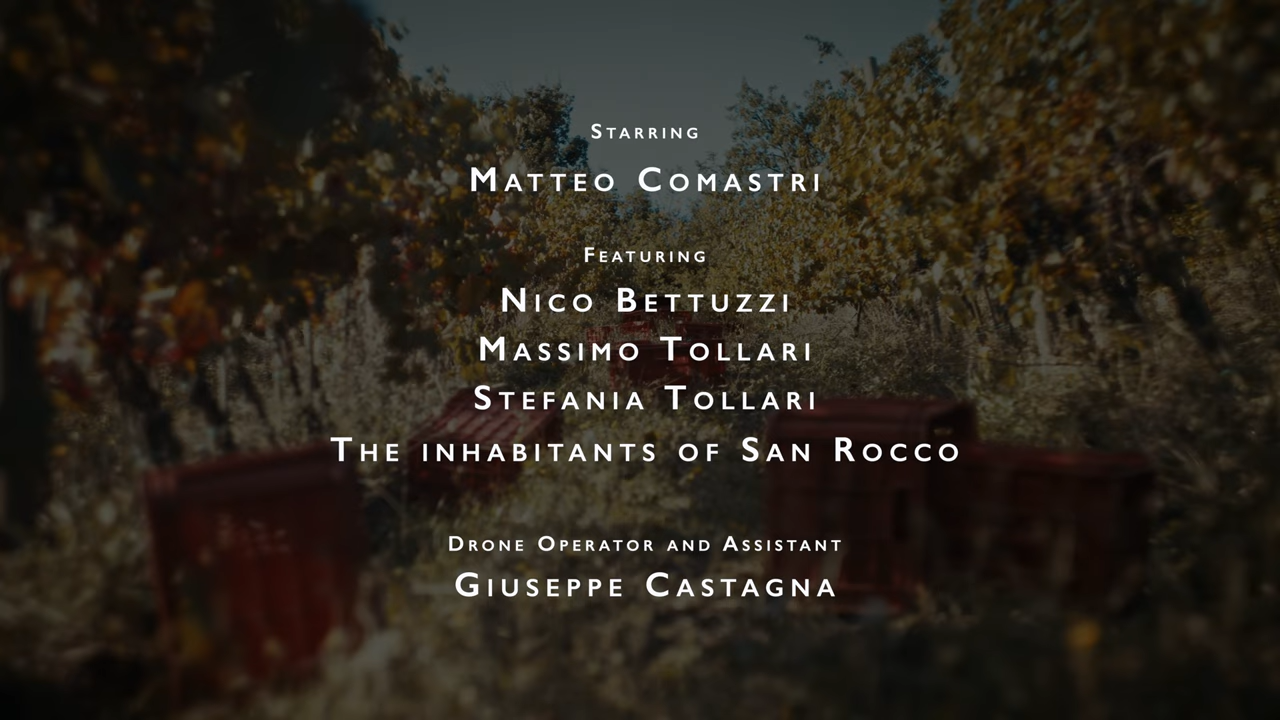 Starring
Matteo Comastri
Featuring
Nico Bettuzzi
Massimo Tollari
Stefania Tollari
The inhabitants of San Rocco
Drone Operator and Assistant
Giuseppe Castagna